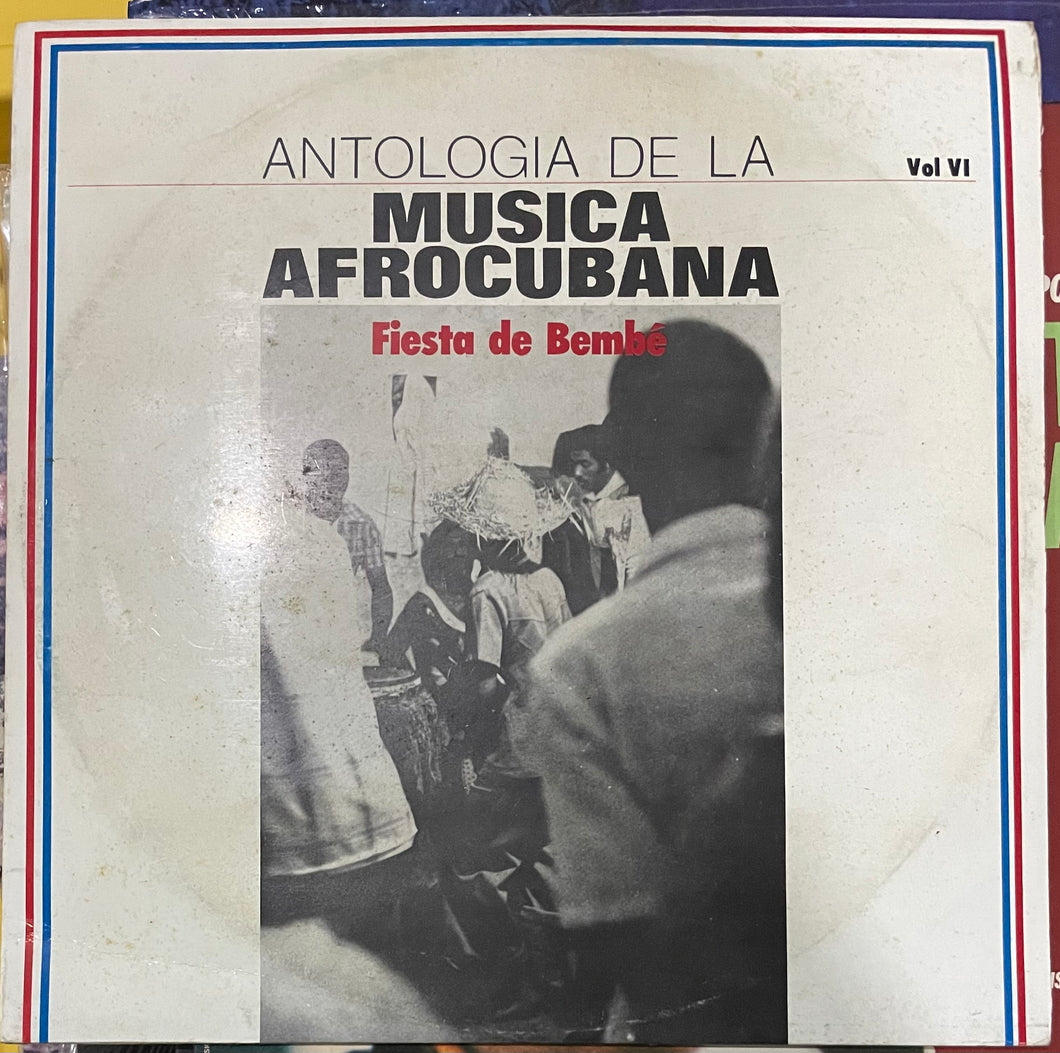 ANTOLOGIA DE LA
Vol VI
MUSICA
AFROCUBANA
Fiesta de Bembé